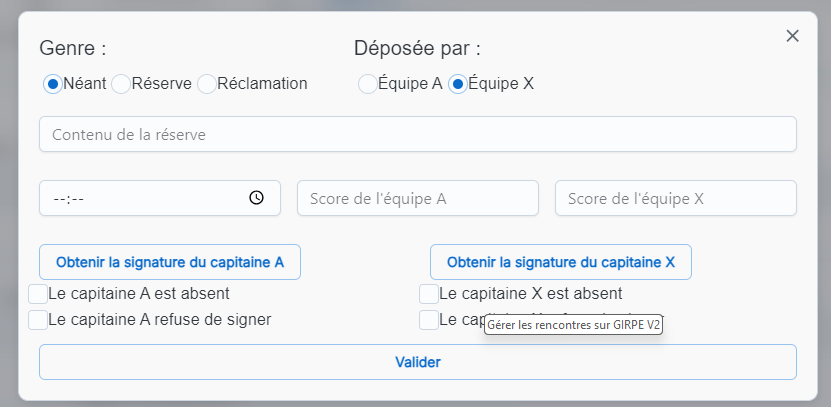 Genre :
Déposée par :
Néant Réserve Réclamation
Équipe A Équipe X
Contenu de la réserve
--:--
Score de l'équipe A
Score de l'équipe X
Obtenir la signature du capitaine A
Obtenir la signature du capitaine X
Le capitaine A est absent
Le capitaine X est absent
Le capitaine A refuse de signer
Le
Gérer les rencontres sur GIRPE V2
Valider